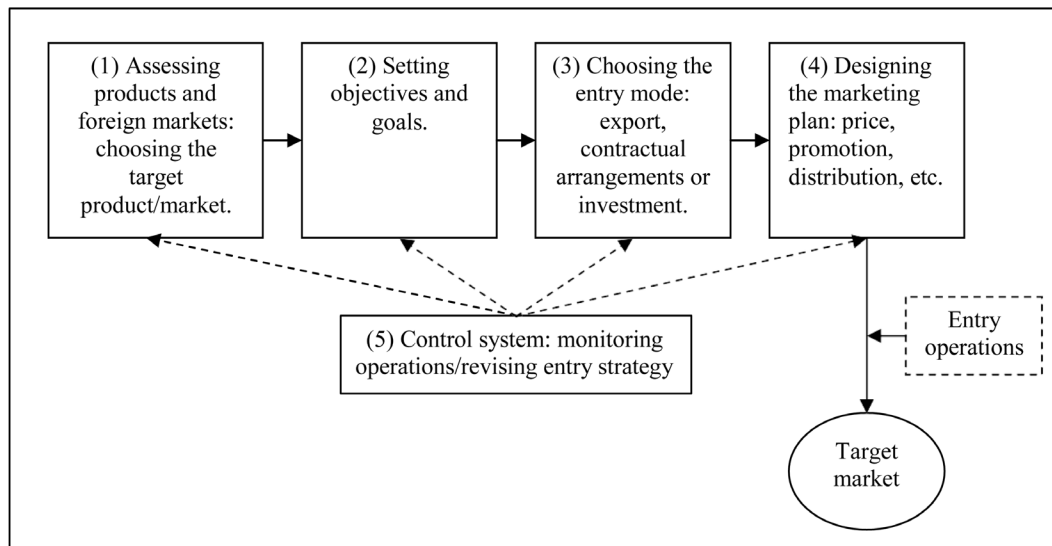 (1) Assessing
products and
foreign markets:
choosing the
target
product/market.
(2) Setting
objectives and
goals.
(3) Choosing the
entry mode:
export,
contractual
arrangements or
investment.
(4) Designing
the marketing
plan: price,
promotion,
distribution, etc.
(5) Control system: monitoring
operations/revising entry strategy
Entry
operations
Target
market